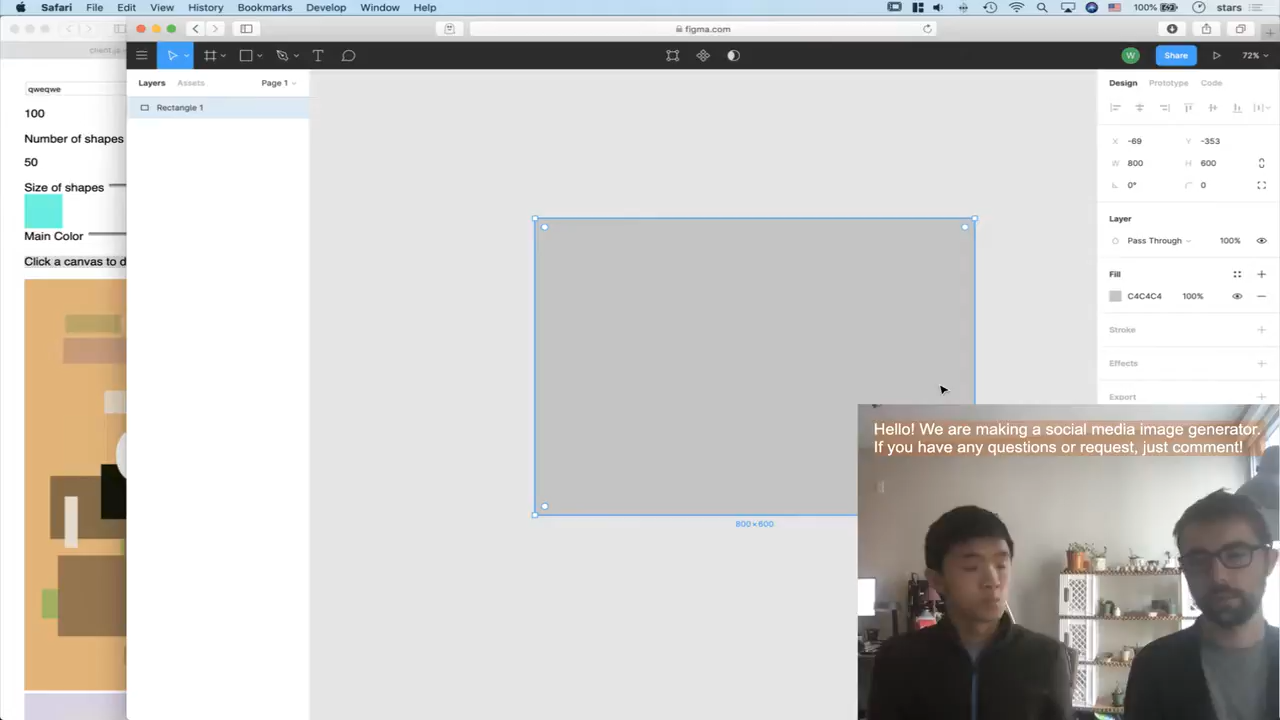 Safari File Edit View History Bookmarks Develop Window Help 100% stars
figma.com
client.js
W Share 72%
Layers Assets Page 1
Rectangle 1
qweqwe
100
Number of shapes
50
Size of shapes
Main Color
Click a canvas to d
800 × 600
Design Prototype Code
X -69 Y -353
W 800 H 600
0° 0
Layer
Pass Through 100%
Fill
C4C4C4 100%
Stroke
Effects
Export
Hello! We are making a social media image generator.
If you have any questions or request, just comment!